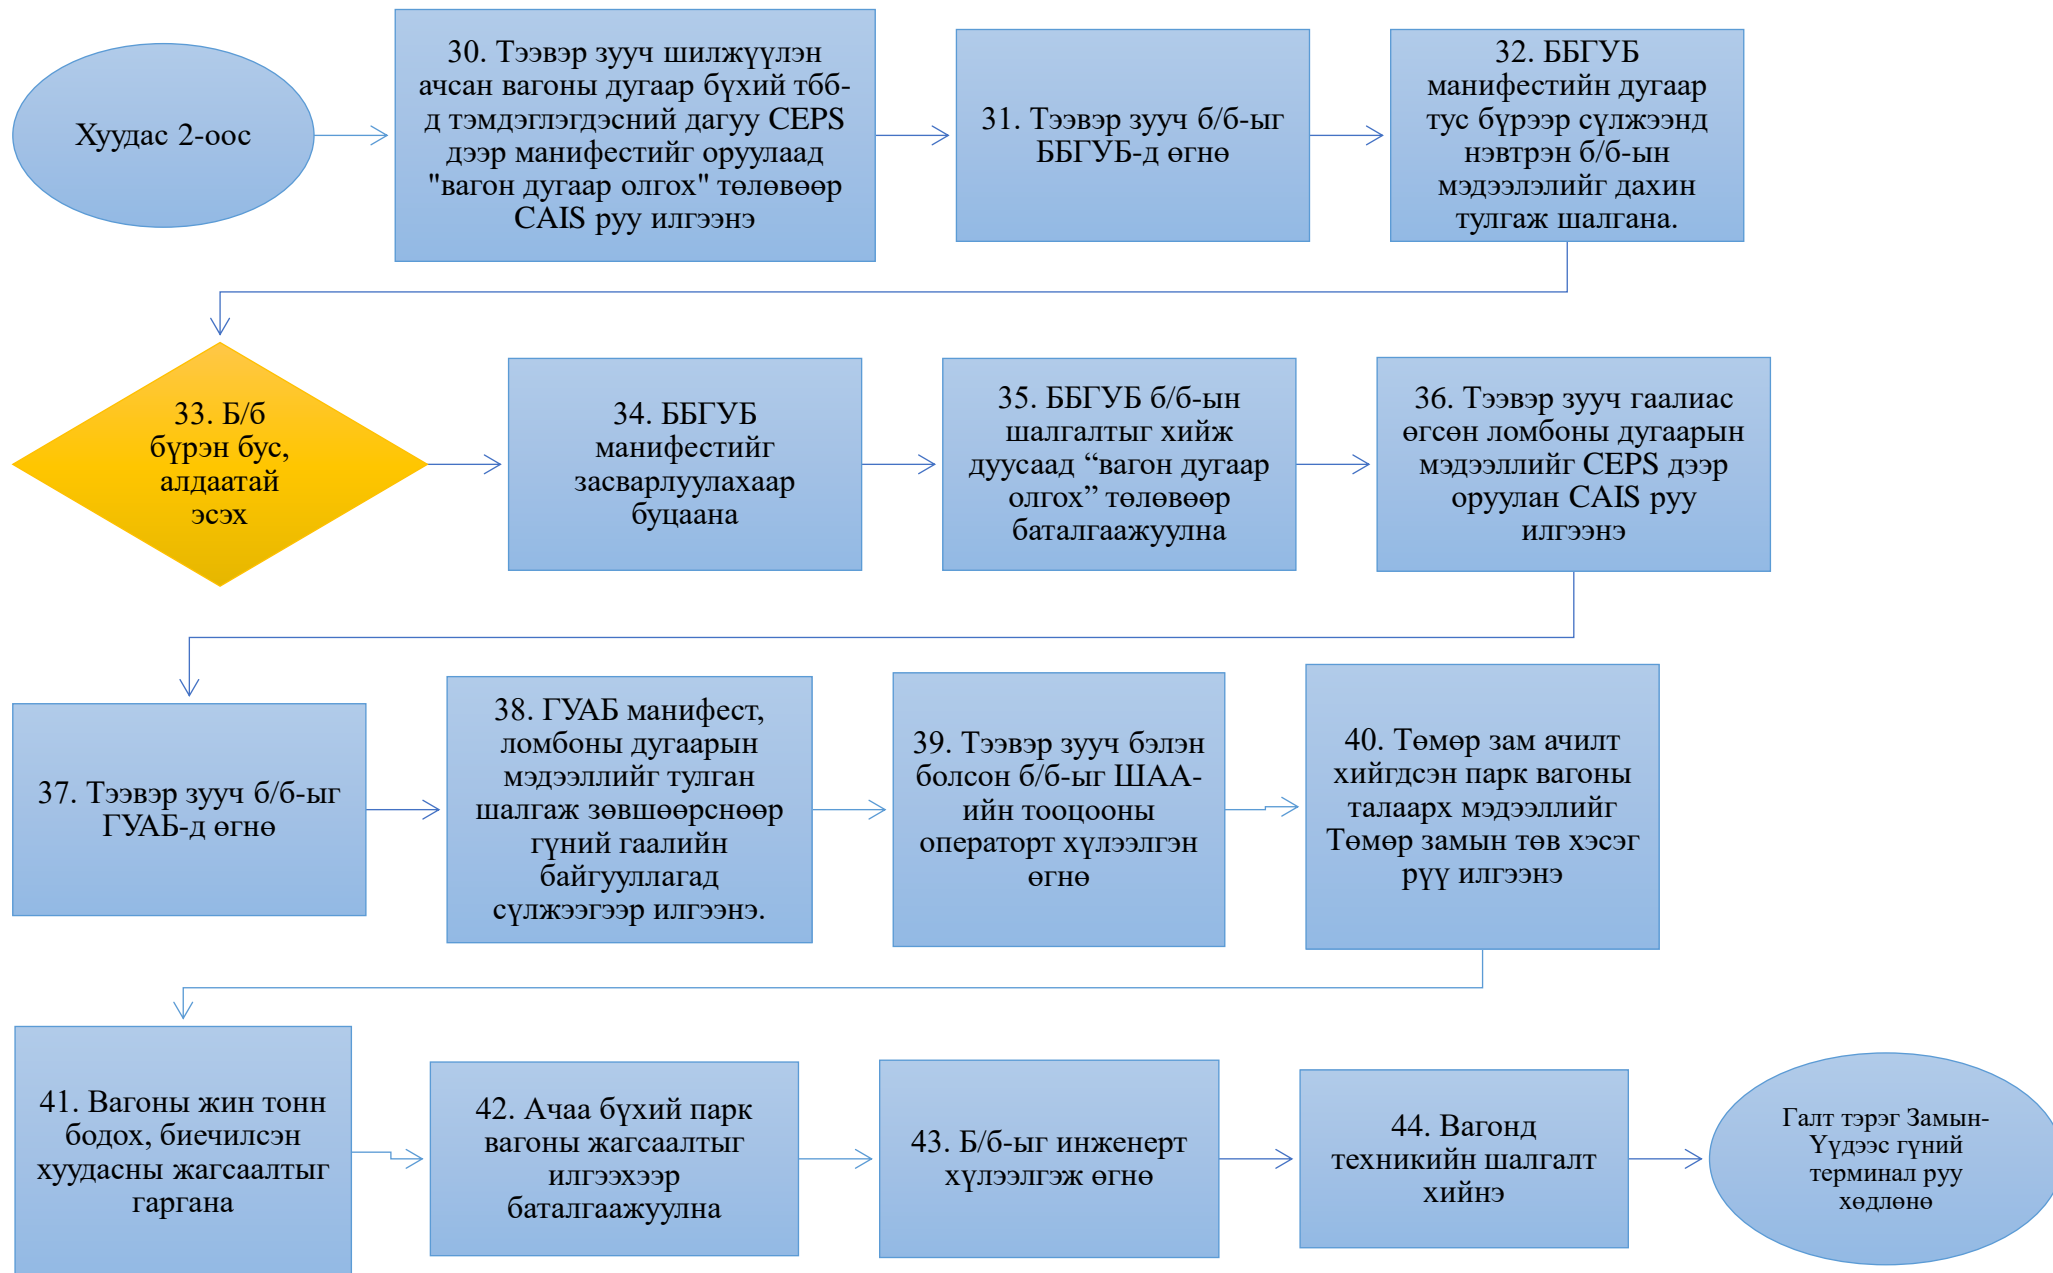 Хуудас 2-оос
30. Тээвэр зууч шилжүүлэн
ачсан вагоны дугаар бүхий тбб-
д тэмдэглэгдэсний дагуу CEPS
дээр манифестийг оруулаад
"вагон дугаар олгох" төлөвөөр
CAIS руу илгээнэ
31. Тээвэр зууч б/б-ыг
ББГУБ-д өгнө
32. ББГУБ
манифестийн дугаар
тус бүрээр сүлжээнд
нэвтрэн б/б-ын
мэдээлэлийг дахин
тулгаж шалгана.
33. Б/б
бүрэн бус,
алдаатай
эсэх
34. ББГУБ
манифестийг
засварлуулахаар
буцаана
35. ББГУБ б/б-ын
шалгалтыг хийж
дуусаад “вагон дугаар
олгох” төлөвөөр
баталгаажуулна
36. Тээвэр зууч гаалиас
өгсөн ломбоны дугаарын
мэдээллийг CEPS дээр
оруулан CAIS руу
илгээнэ
37. Тээвэр зууч б/б-ыг
ГУАБ-д өгнө
38. ГУАБ манифест,
ломбоны дугаарын
мэдээллийг тулган
шалгаж зөвшөөрснөөр
гүний гаалийн
байгууллагад
сүлжээгээр илгээнэ.
39. Тээвэр зууч бэлэн
болсон б/б-ыг ШАА-
ийн тооцооны
операторт хүлээлгэн
өгнө
40. Төмөр зам ачилт
хийгдсэн парк вагоны
талаарх мэдээллийг
Төмөр замын төв хэсэг
рүү илгээнэ
41. Вагоны жин тонн
бодох, биечилсэн
хуудасны жагсаалтыг
гаргана
42. Ачаа бүхий парк
вагоны жагсаалтыг
илгээхээр
баталгаажуулна
43. Б/б-ыг инженерт
хүлээлгэж өгнө
44. Вагонд
техникийн шалгалт
хийнэ
Галт тэрэг Замын-
Үүдээс гүний
терминал руу
хөдлөнө